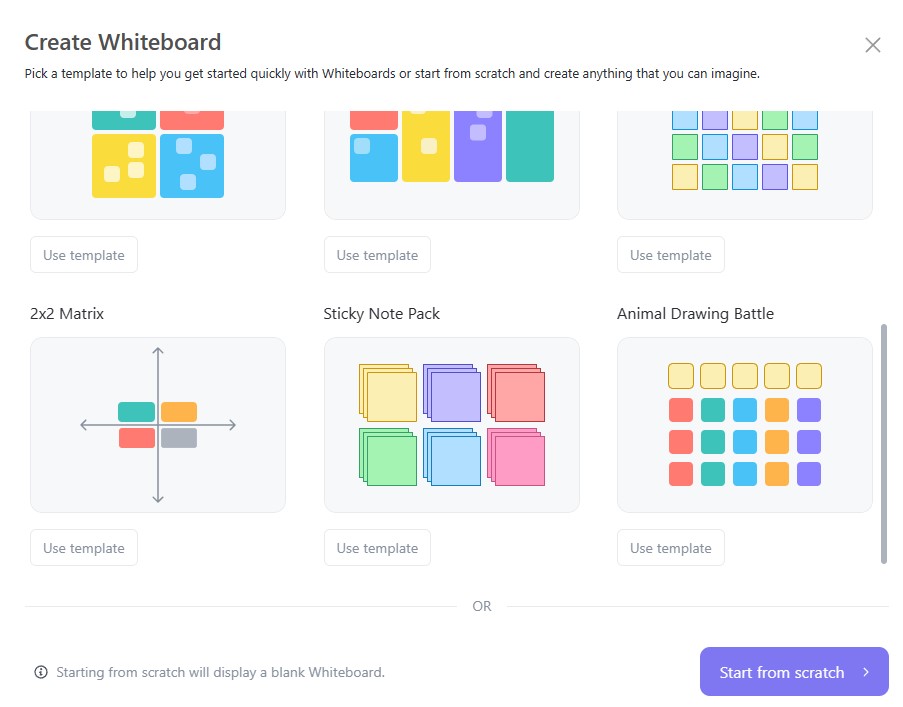 Create Whiteboard
Pick a template to help you get started quickly with Whiteboards or start from scratch and create anything that you can imagine.
Use template
Use template
Use template
2x2 Matrix
Sticky Note Pack
Animal Drawing Battle
Use template
Use template
Use template
OR
Starting from scratch will display a blank Whiteboard.
Start from scratch